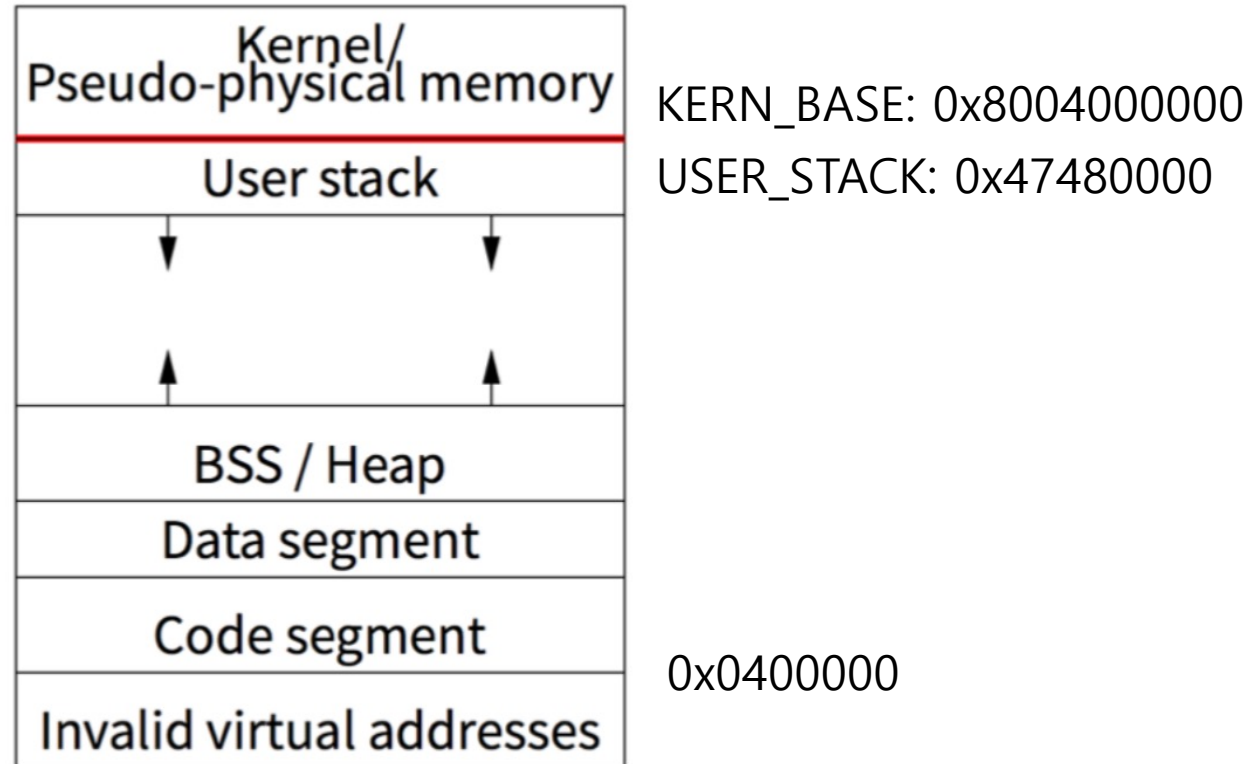 Kernel/
Pseudo-physical memory
KERN_BASE: 0x8004000000
User stack
USER_STACK: 0x47480000
BSS / Heap
Data segment
Code segment
0x0400000
Invalid virtual addresses